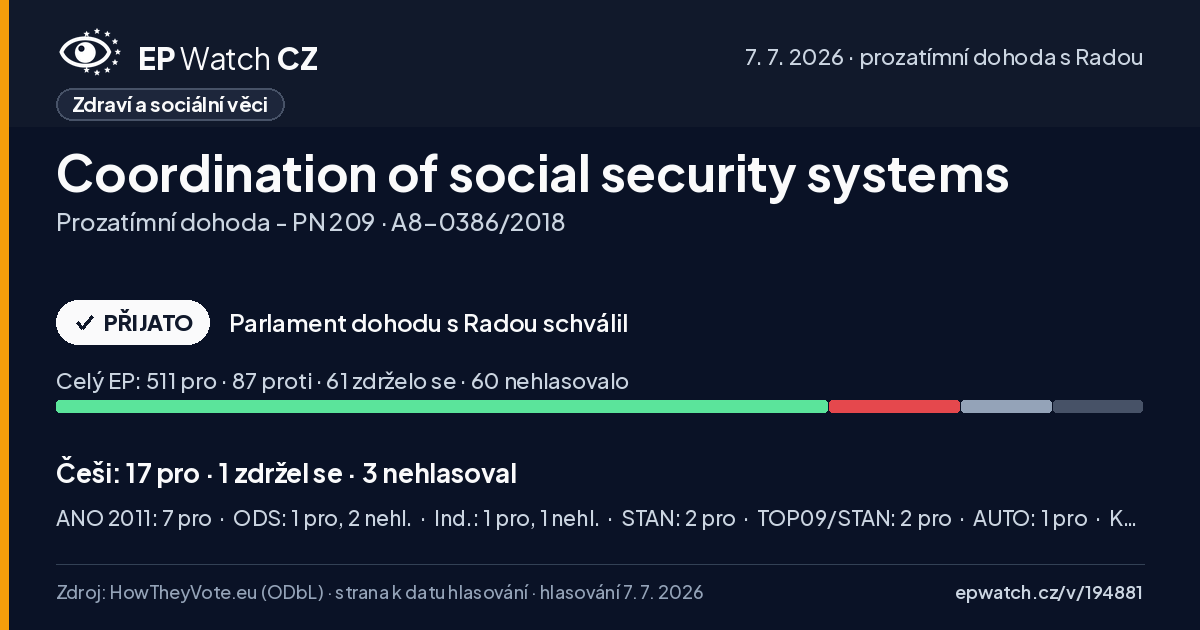 EP Watch CZ
7. 7. 2026 · prozatímní dohoda s Radou
Zdraví a sociální věci
Coordination of social security systems
Prozatímní dohoda - PN 209 · A8-0386/2018
✓ PŘIJATO
Parlament dohodu s Radou schválil
Celý EP: 511 pro · 87 proti · 61 zdrželo se · 60 nehlasovalo
Češi: 17 pro · 1 zdržel se · 3 nehlasoval
ANO 2011: 7 pro · ODS: 1 pro, 2 nehl. · Ind.: 1 pro, 1 nehl. · STAN: 2 pro · TOP09/STAN: 2 pro · AUTO: 1 pro · K…
Zdroj: HowTheyVote.eu (ODbL) · strana k datu hlasování · hlasování 7. 7. 2026
epwatch.cz/v/194881